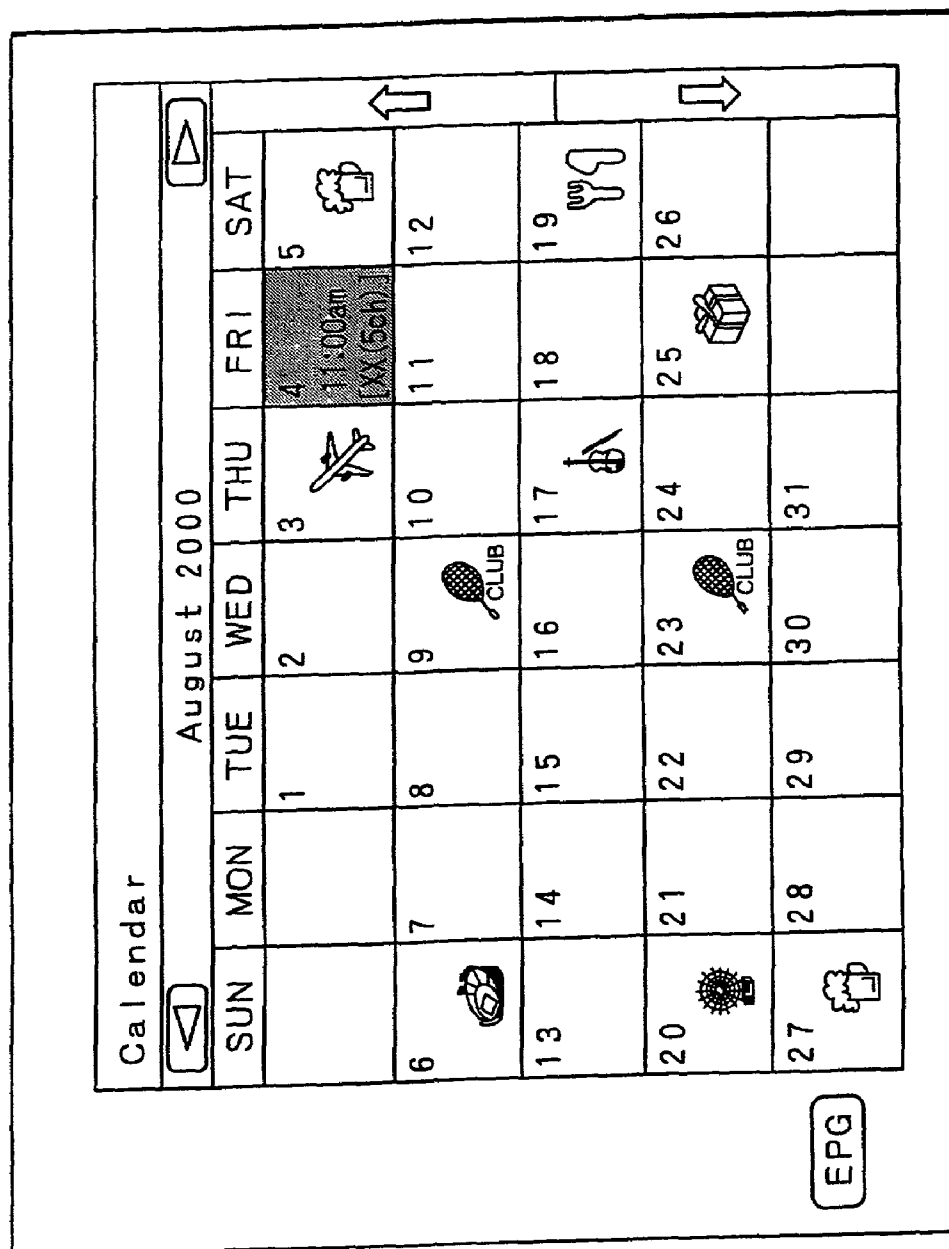 Calendar
August 2000
SUN MON TUE WED THU FRI SAT
1 2 3 4 5
11:00am
[XX(5ch)]
6 7 8 9 10 11 12
CLUB
13 14 15 16 17 18 19
20 21 22 23 24 25 26
CLUB
27 28 29 30 31
EPG